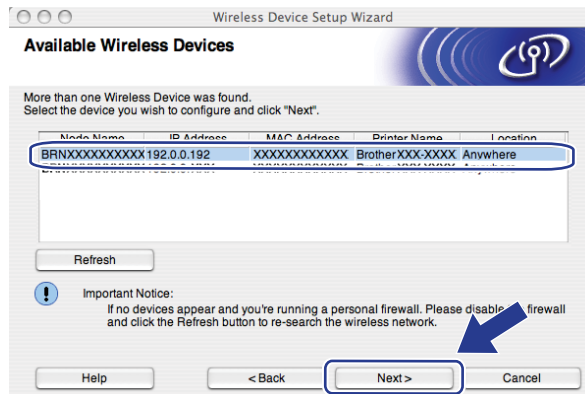 Wireless Device Setup Wizard
Available Wireless Devices
More than one Wireless Device was found.
Select the device you wish to configure and click "Next".
Node Name IP Address MAC Address Printer Name Location
BRNXXXXXXXXXX 192.0.0.192 XXXXXXXXXXXX BrotherXXX-XXXX Anywhere
Refresh
Important Notice:
If no devices appear and you're running a personal firewall. Please disable firewall
and click the Refresh button to re-search the wireless network.
Help <Back Next> Cancel